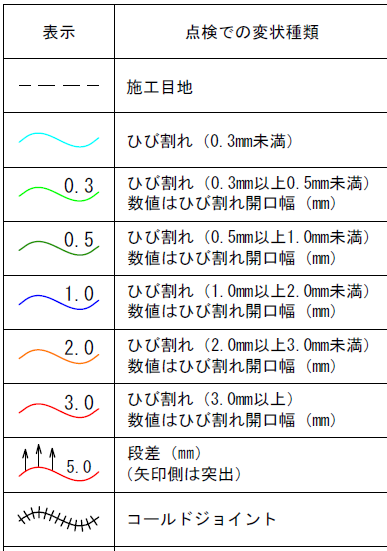 表示
点検での変状種類
施工目地
ひび割れ（0.3㎜未満）
0.3
ひび割れ（0.3㎜以上0.5㎜未満）
数値はひび割れ開口幅（㎜）
0.5
ひび割れ（0.5㎜以上1.0㎜未満）
数値はひび割れ開口幅（㎜）
1.0
ひび割れ（1.0㎜以上2.0㎜未満）
数値はひび割れ開口幅（㎜）
2.0
ひび割れ（2.0㎜以上3.0㎜未満）
数値はひび割れ開口幅（㎜）
3.0
ひび割れ（3.0㎜以上）
数値はひび割れ開口幅（㎜）
5.0
段差（㎜）
（矢印側は突出）
コールドジョイント